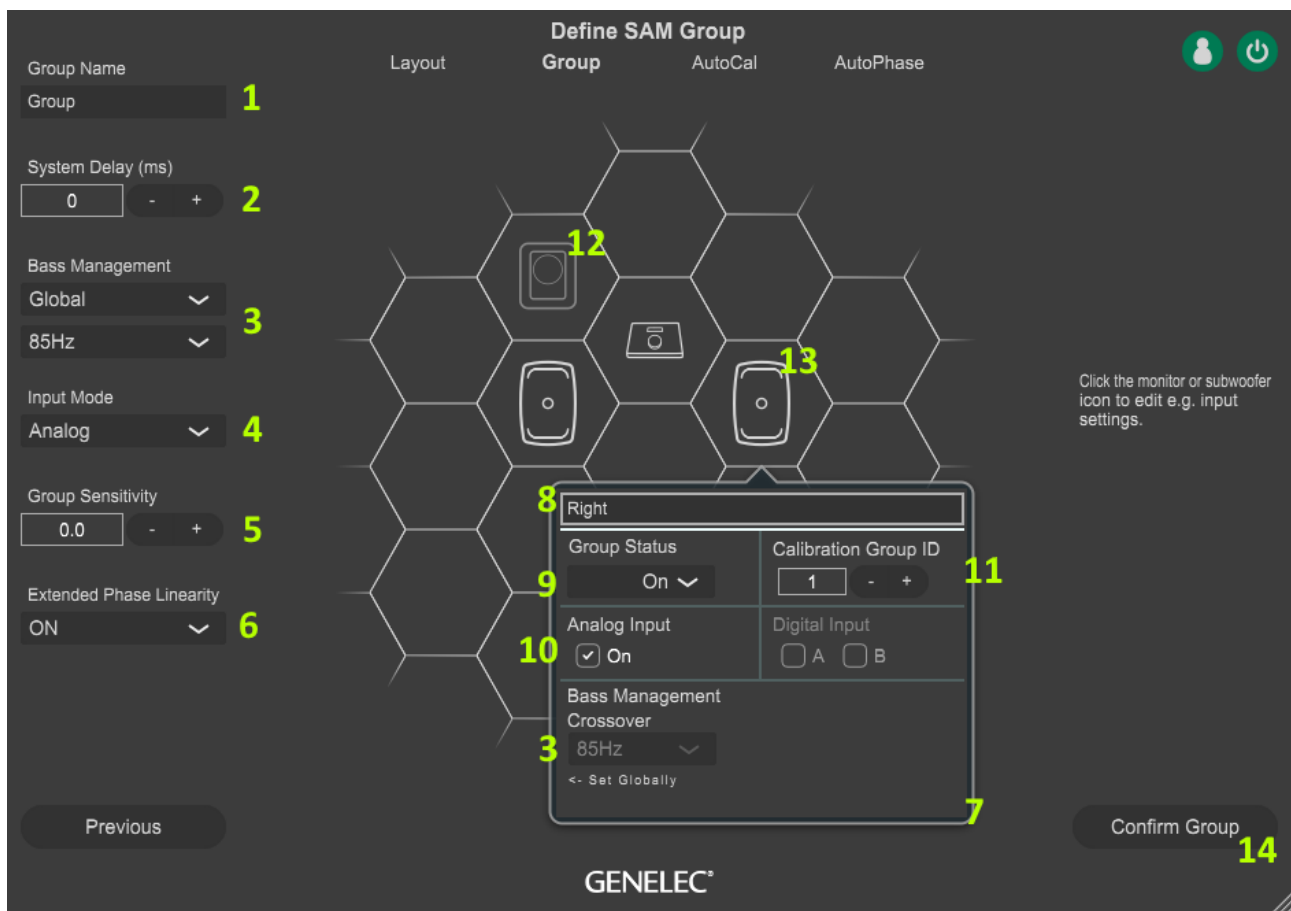 Define SAM Group
Layout Group AutoCal AutoPhase
Group Name
Group 1
System Delay (ms)
0 - + 2
Bass Management
Global
85Hz
3
Input Mode
Analog 4
Group Sensitivity
0.0 - + 5
Extended Phase Linearity
ON 6
12
13
Click the monitor or subwoofer
icon to edit e.g. input
settings.
8 Right
Group Status
9 On
Calibration Group ID
1 - + 11
Analog Input
10 On
Digital Input
A B
Bass Management
Crossover
3 85Hz
<- Set Globally
7
Previous
Confirm Group
14
GENELEC®